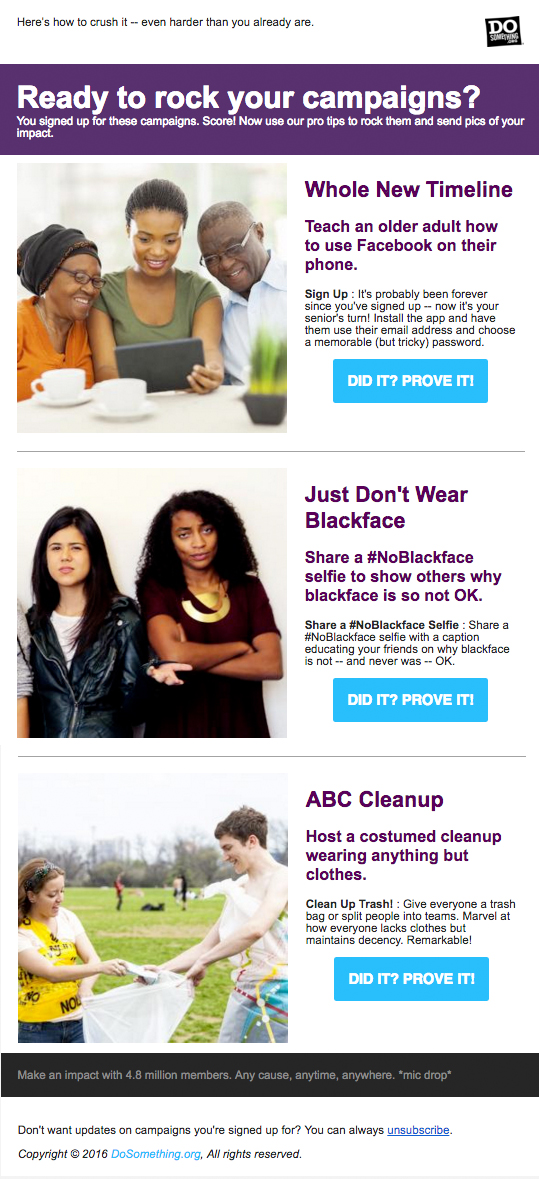 Here's how to crush it -- even harder than you already are.
DO
SOMETHING
.ORG
Ready to rock your campaigns?
You signed up for these campaigns. Score! Now use our pro tips to rock them and send pics of your
impact.
Whole New Timeline
Teach an older adult how
to use Facebook on their
phone.
Sign Up : It's probably been forever
since you've signed up -- now it's your
senior's turn! Install the app and have
them use their email address and choose
a memorable (but tricky) password.
DID IT? PROVE IT!
Just Don't Wear
Blackface
Share a #NoBlackface
selfie to show others why
blackface is so not OK.
Share a #NoBlackface Selfie : Share a
#NoBlackface selfie with a caption
educating your friends on why blackface
is not -- and never was -- OK.
DID IT? PROVE IT!
ABC Cleanup
Host a costumed cleanup
wearing anything but
clothes.
Clean Up Trash! : Give everyone a trash
bag or split people into teams. Marvel at
how everyone lacks clothes but
maintains decency. Remarkable!
DID IT? PROVE IT!
Make an impact with 4.8 million members. Any cause, anytime, anywhere. *mic drop*
Don't want updates on campaigns you're signed up for? You can always unsubscribe.
Copyright © 2016 DoSomething.org, All rights reserved.